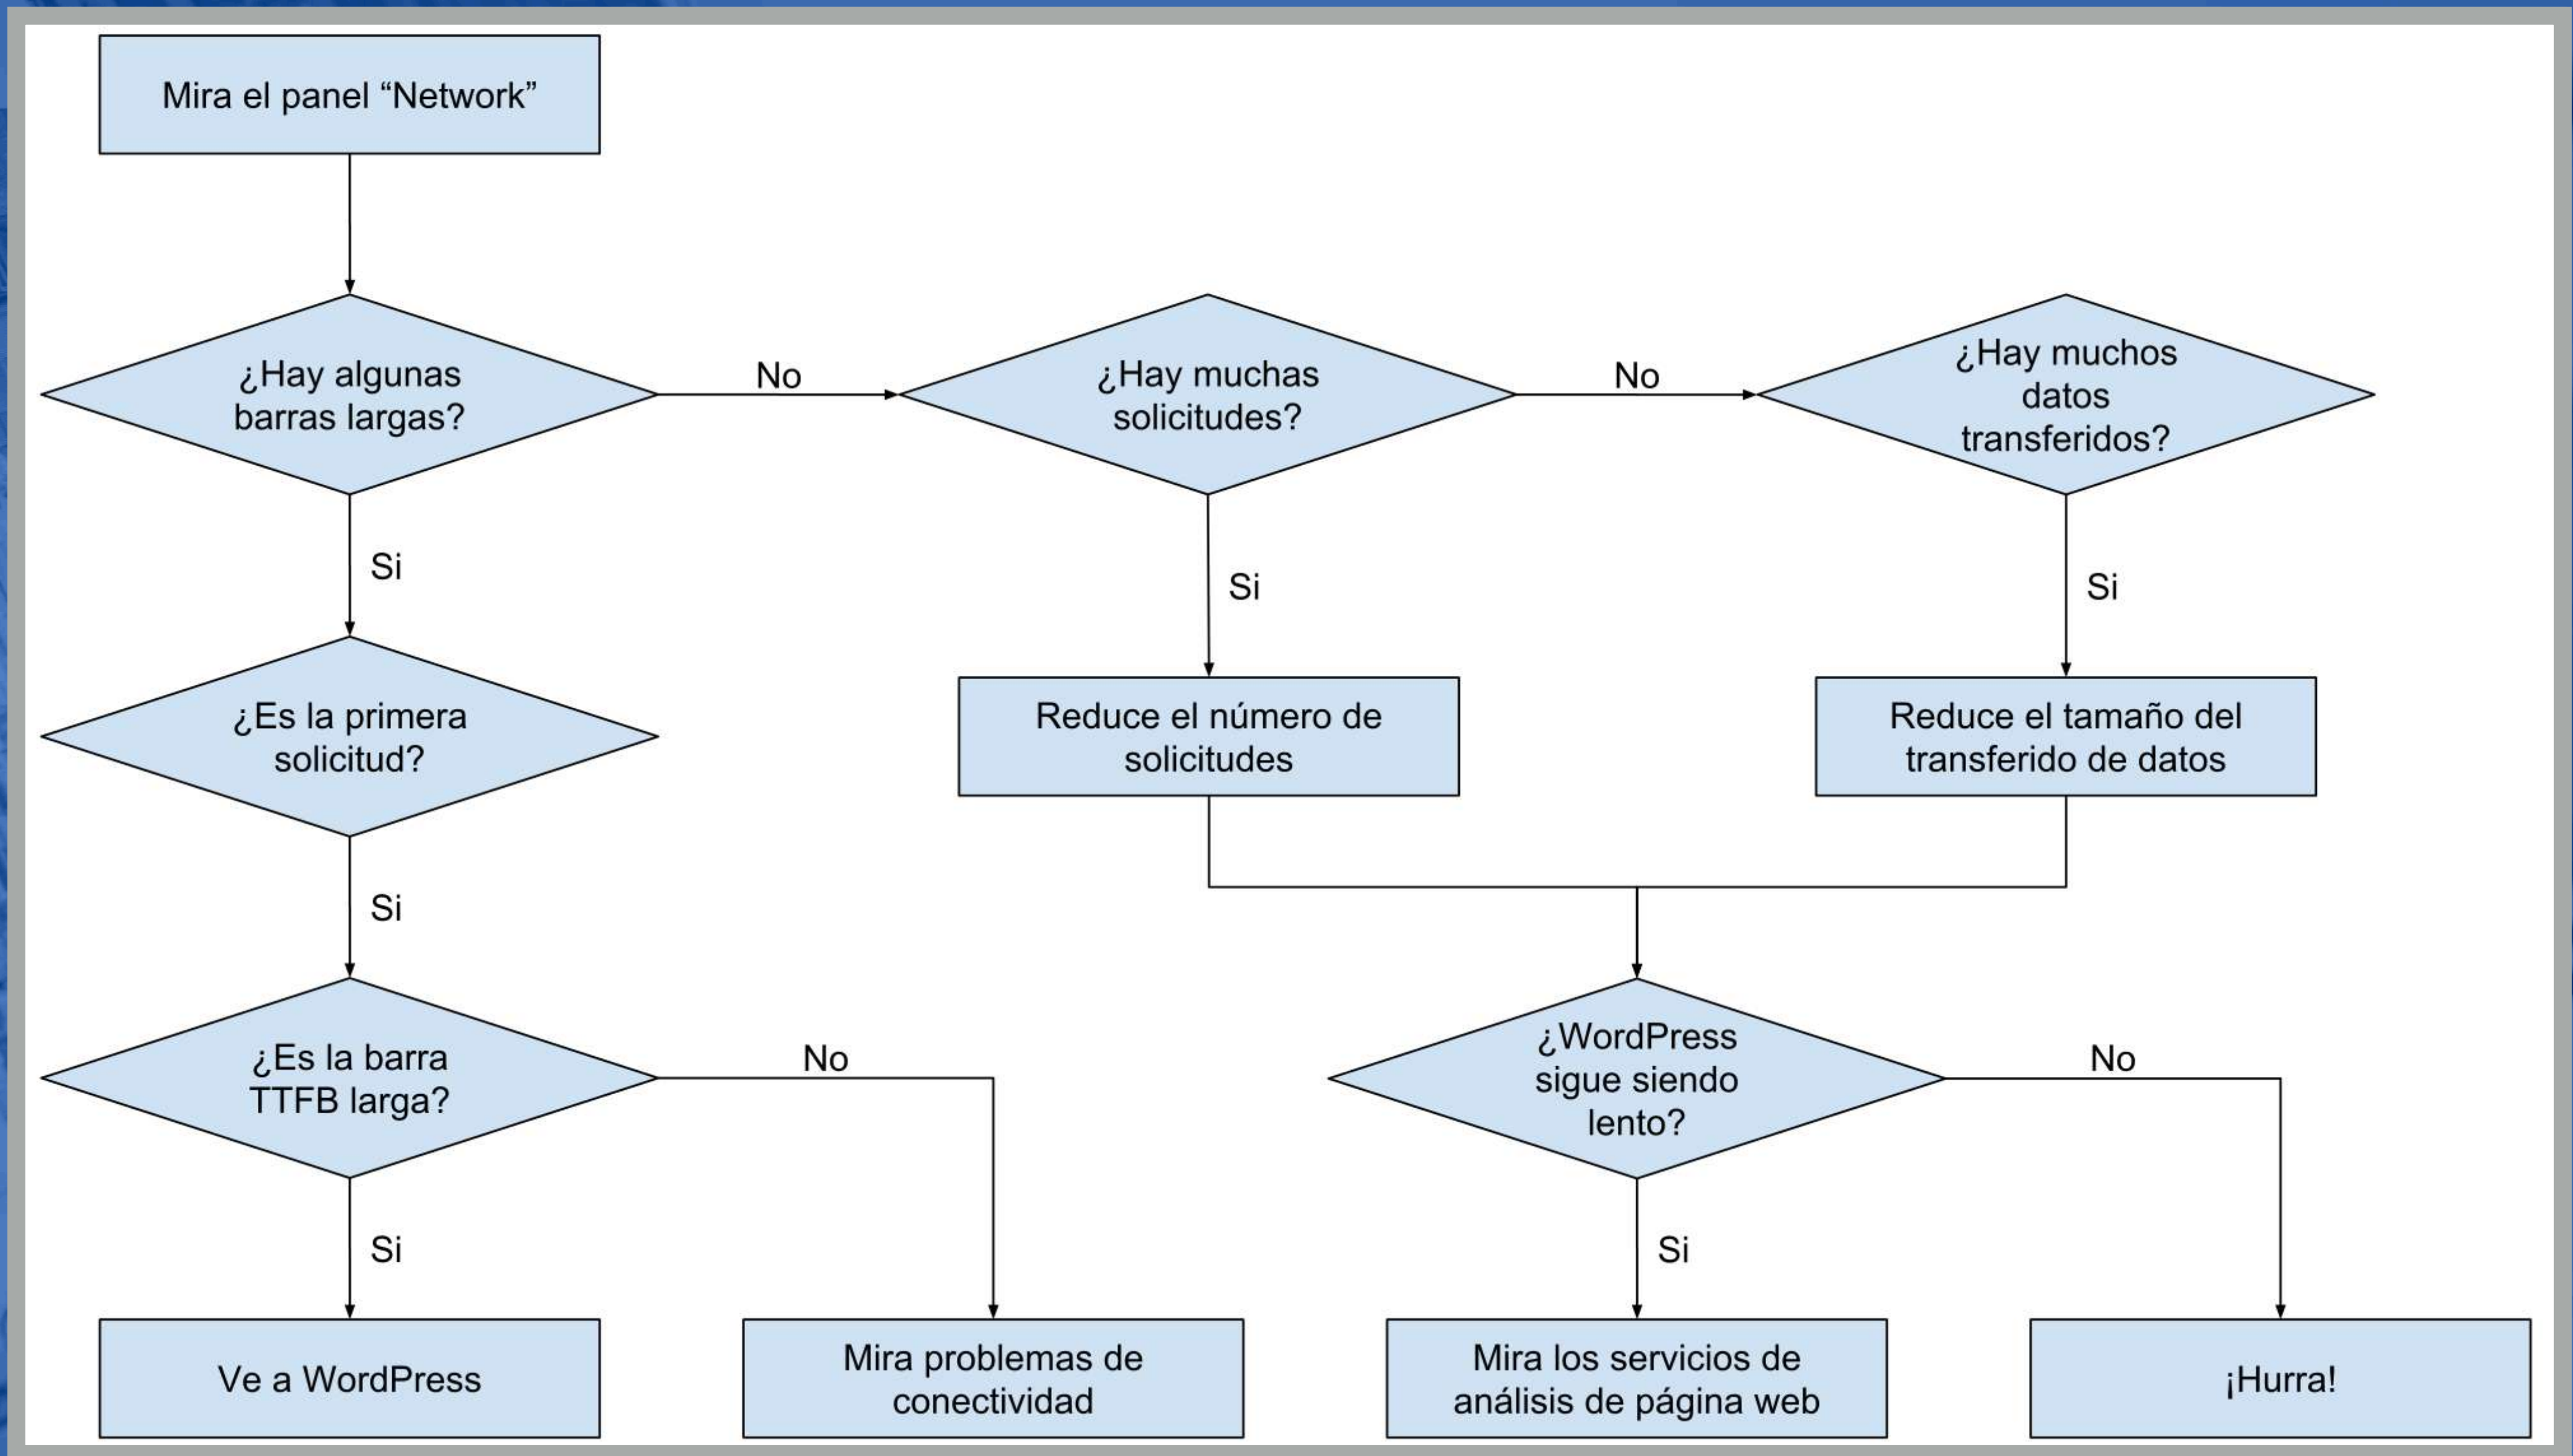 Mira el panel “Network”
¿Hay algunas
barras largas?
No
¿Hay muchas
solicitudes?
No
¿Hay muchos
datos
transferidos?
Si
Si
Si
¿Es la primera
solicitud?
Reduce el número de
solicitudes
Reduce el tamaño del
transferido de datos
Si
¿Es la barra
TTFB larga?
No
¿WordPress
sigue siendo
lento?
No
Si
Si
Ve a WordPress
Mira problemas de
conectividad
Mira los servicios de
análisis de página web
¡Hurra!